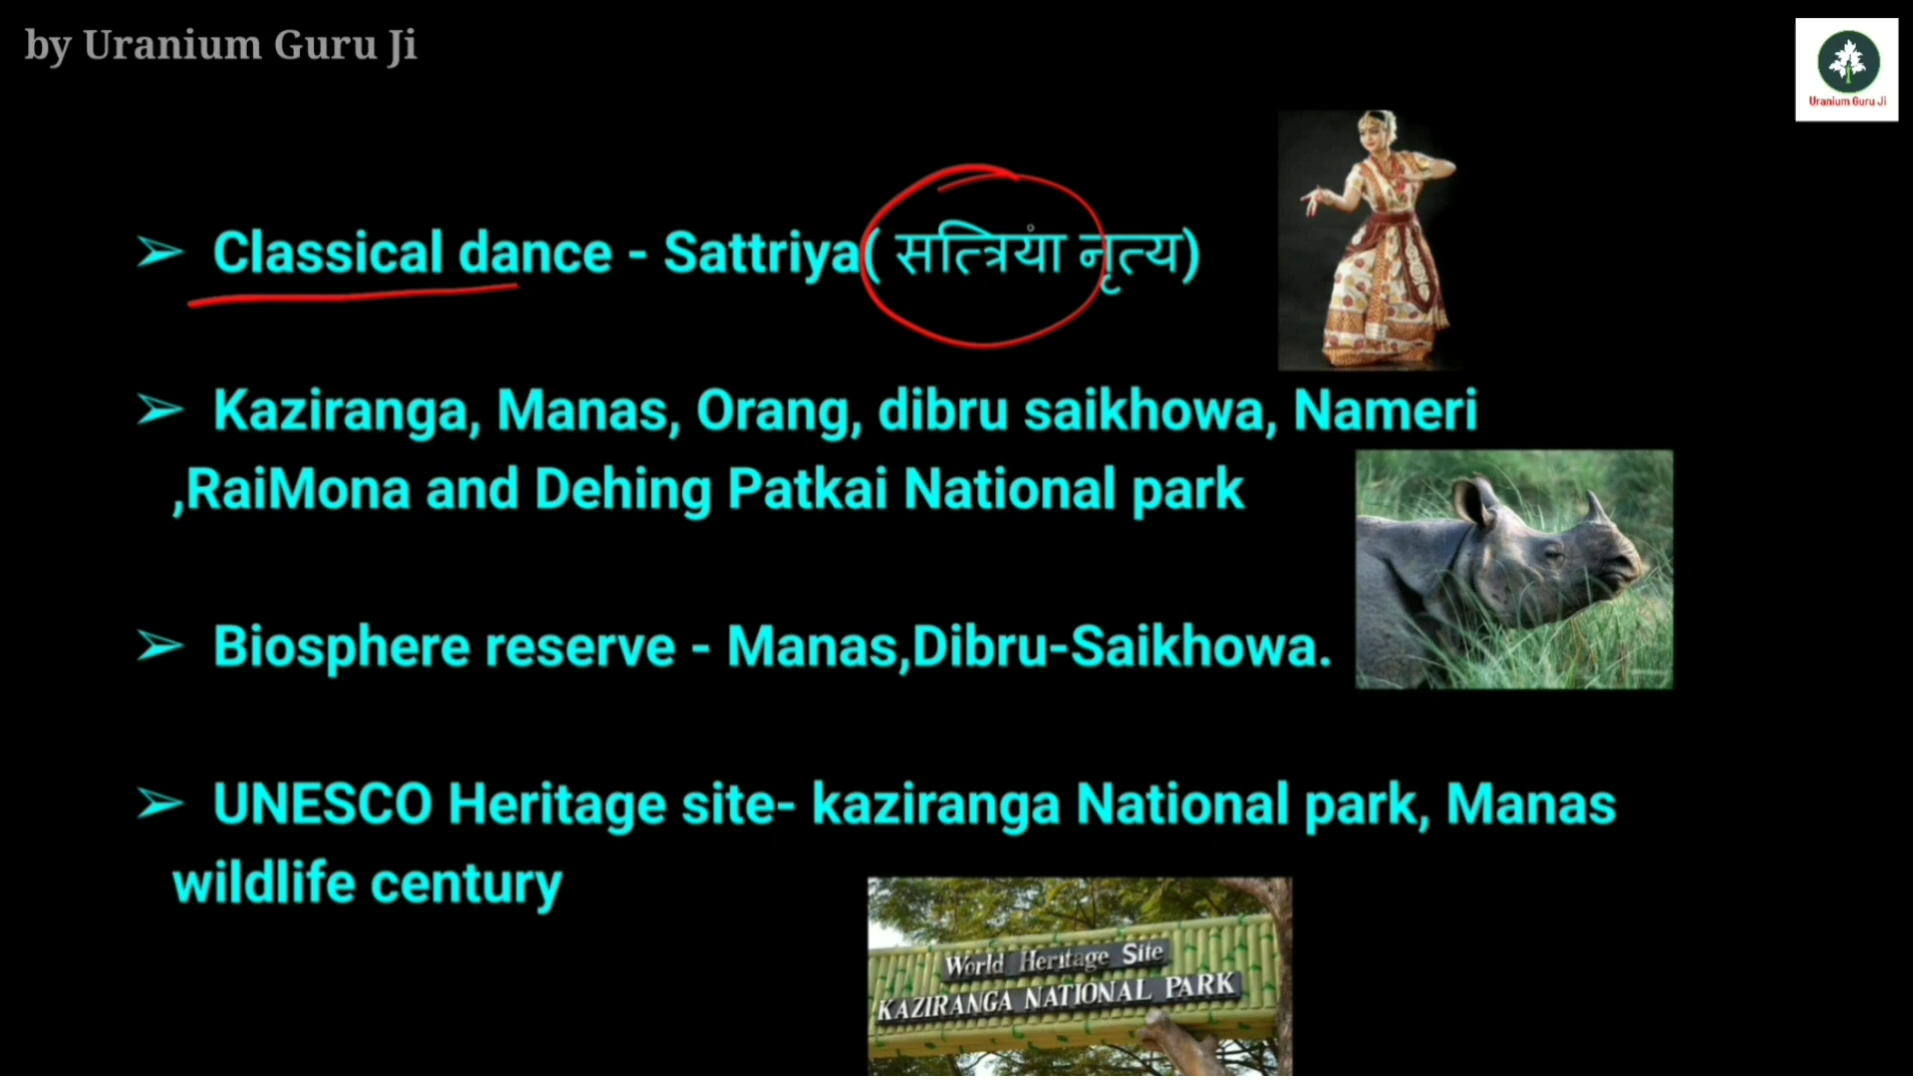 by Uranium Guru Ji
Uranium Guru Ji
➢ Classical dance - Sattriya( सत्त्रिया नृत्य)
➢ Kaziranga, Manas, Orang, dibru saikhowa, Nameri
,RaiMona and Dehing Patkai National park
➢ Biosphere reserve - Manas,Dibru-Saikhowa.
➢ UNESCO Heritage site- kaziranga National park, Manas
wildlife century
World Heritage Site
KAZIRANGA NATIONAL PARK